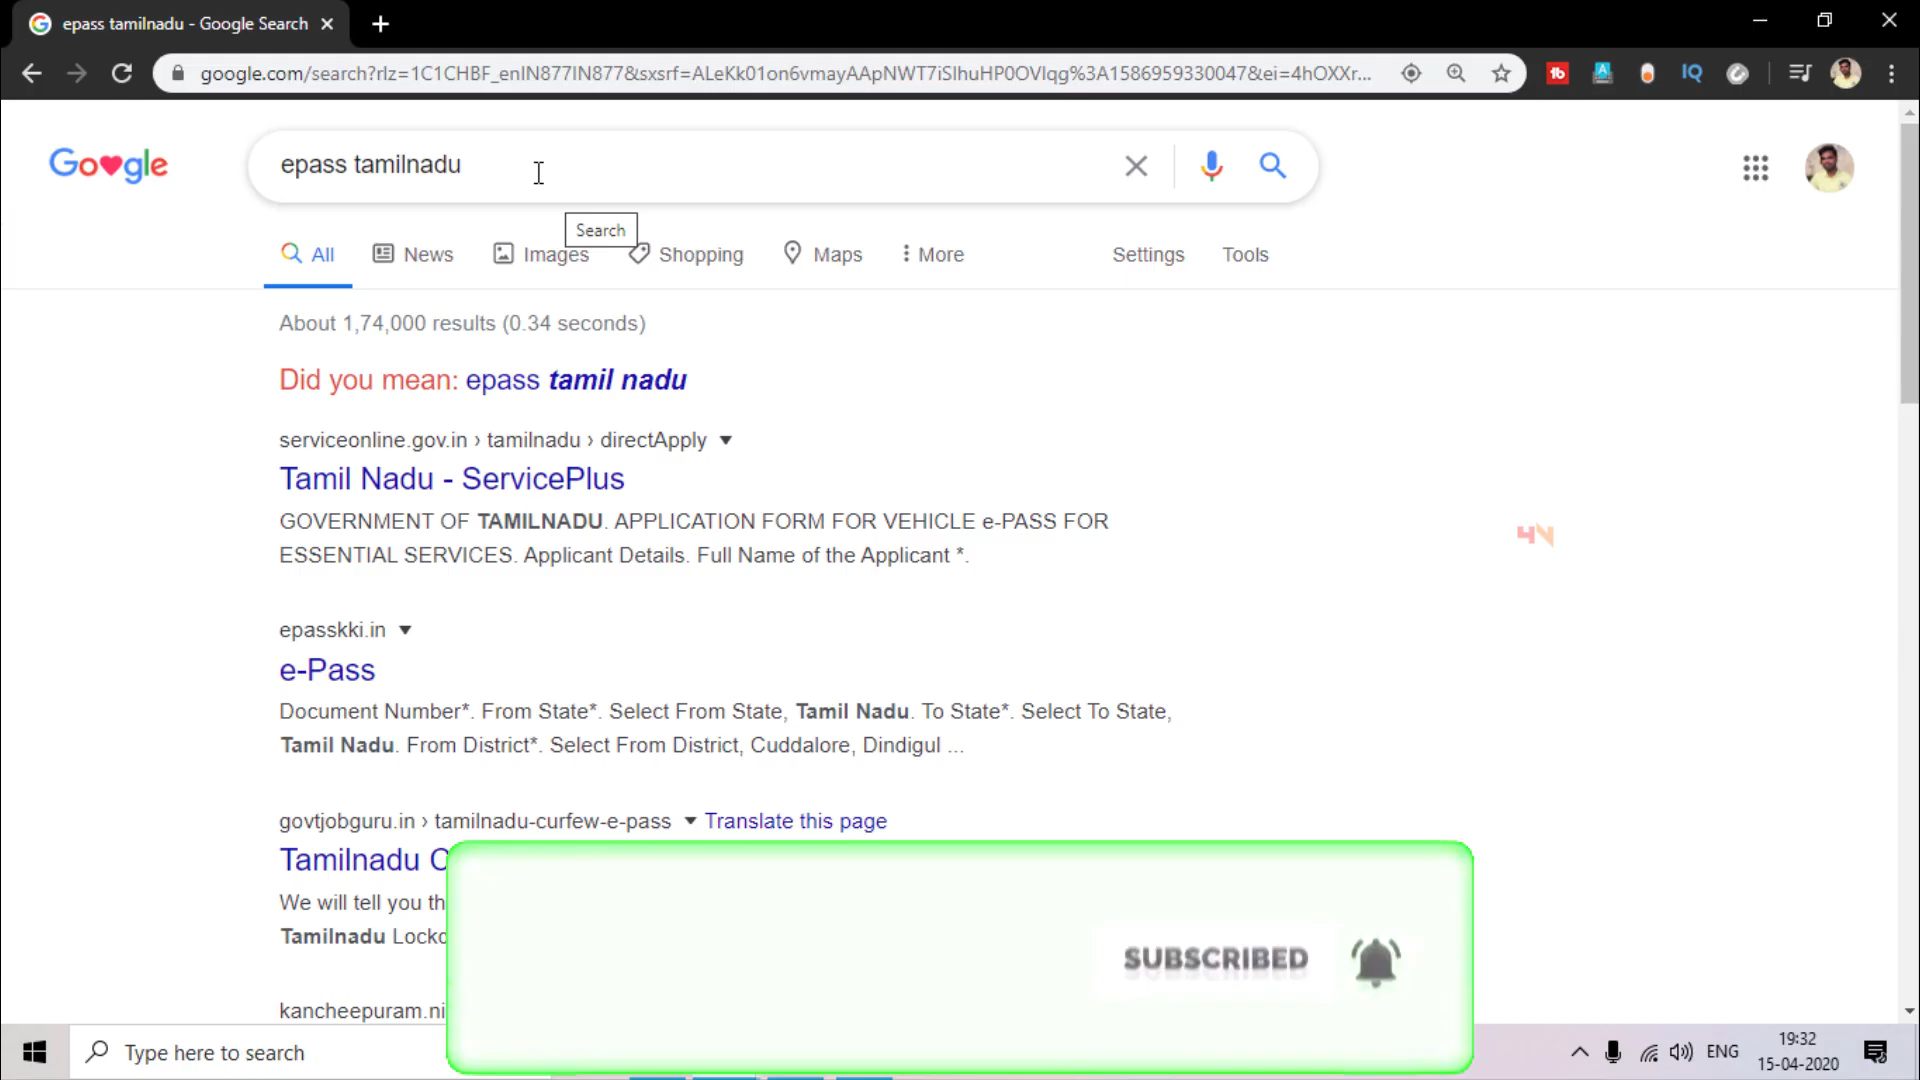 epass tamilnadu - Google Search
google.com/search?rlz=1C1CHBF_enIN877IN877&sxsrf=ALeKk01on6vmayAApNWT7iSIhuHP0OVlqg%3A1586959330047&ei=4hOXXr...
Google
epass tamilnadu
Search
All News Images Shopping Maps More Settings Tools
About 1,74,000 results (0.34 seconds)
Did you mean: epass tamil nadu
serviceonline.gov.in › tamilnadu › directApply
Tamil Nadu - ServicePlus
GOVERNMENT OF TAMILNADU. APPLICATION FORM FOR VEHICLE e-PASS FOR
ESSENTIAL SERVICES. Applicant Details. Full Name of the Applicant *.
epasskki.in
e-Pass
Document Number*. From State*. Select From State, Tamil Nadu. To State*. Select To State,
Tamil Nadu. From District*. Select From District, Cuddalore, Dindigul ...
govtjobguru.in › tamilnadu-curfew-e-pass Translate this page
Tamilnadu C
We will tell you th
Tamilnadu Lockd
kancheepuram.ni
SUBSCRIBED
Type here to search
ENG
19:32
15-04-2020